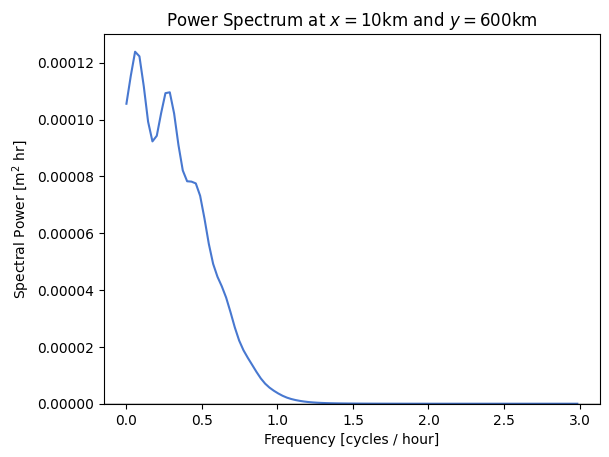 Power Spectrum at x = 10km and y = 600km
Spectral Power [m² hr]
0.00012
0.00010
0.00008
0.00006
0.00004
0.00002
0.00000
0.0 0.5 1.0 1.5 2.0 2.5 3.0
Frequency [cycles / hour]